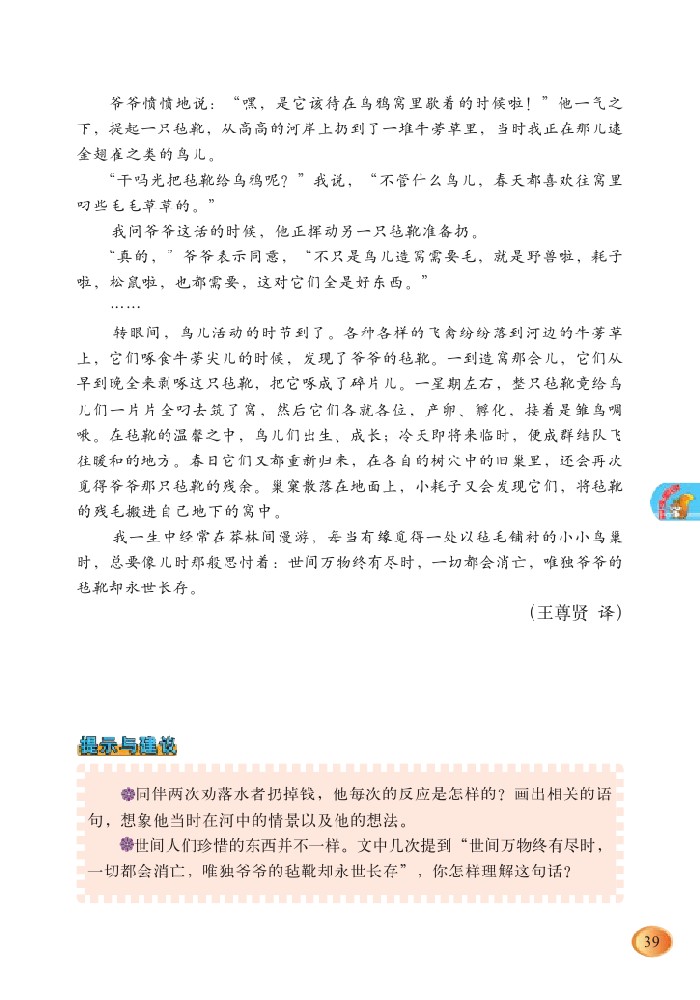 爷爷愤愤地说：“嘿，是它该待在乌鸦窝里歇着的时候啦！”他一气之
下，提起一只毡靴，从高高的河岸上扔到了一堆牛蒡草里，当时我正在那儿逮
金翅雀之类的鸟儿。
“干吗光把毡靴给乌鸦呢？”我说，“不管什么鸟儿，春天都喜欢往窝里
叼些毛毛草草的。”
我问爷爷这话的时候，他正挥动另一只毡靴准备扔。
“真的，”爷爷表示同意，“不只是鸟儿造窝需要毛，就是野兽啦，耗子
啦，松鼠啦，也都需要，这对它们全是好东西。”
……
转眼间，鸟儿活动的时节到了。各种各样的飞禽纷纷落到河边的牛蒡草
上，它们啄食牛蒡尖儿的时候，发现了爷爷的毡靴。一到造窝那会儿，它们从
早到晚全来剥啄这只毡靴，把它啄成了碎片儿。一星期左右，整只毡靴竟给鸟
儿们一片片全叼去筑了窝，然后它们各就各位，产卵、孵化，接着是雏鸟啁
啾。在毡靴的温馨之中，鸟儿们出生、成长；冷天即将来临时，便成群结队飞
往暖和的地方。春日它们又都重新归来，在各自的树穴中的旧巢里，还会再次
觅得爷爷那只毡靴的残余。巢窠散落在地面上，小耗子又会发现它们，将毡靴
的残毛搬进自己地下的窝中。
我一生中经常在莽林间漫游，每当有缘觅得一处以毡毛铺衬的小小鸟巢
时，总要像儿时那般思忖着：世间万物终有尽时，一切都会消亡，唯独爷爷的
毡靴却永世长存。
（王尊贤 译）
提示与建议
同伴两次劝落水者扔掉钱，他每次的反应是怎样的？画出相关的语
句，想象他当时在河中的情景以及他的想法。
世间人们珍惜的东西并不一样。文中几次提到“世间万物终有尽时，
一切都会消亡，唯独爷爷的毡靴却永世长存”，你怎样理解这句话？
39